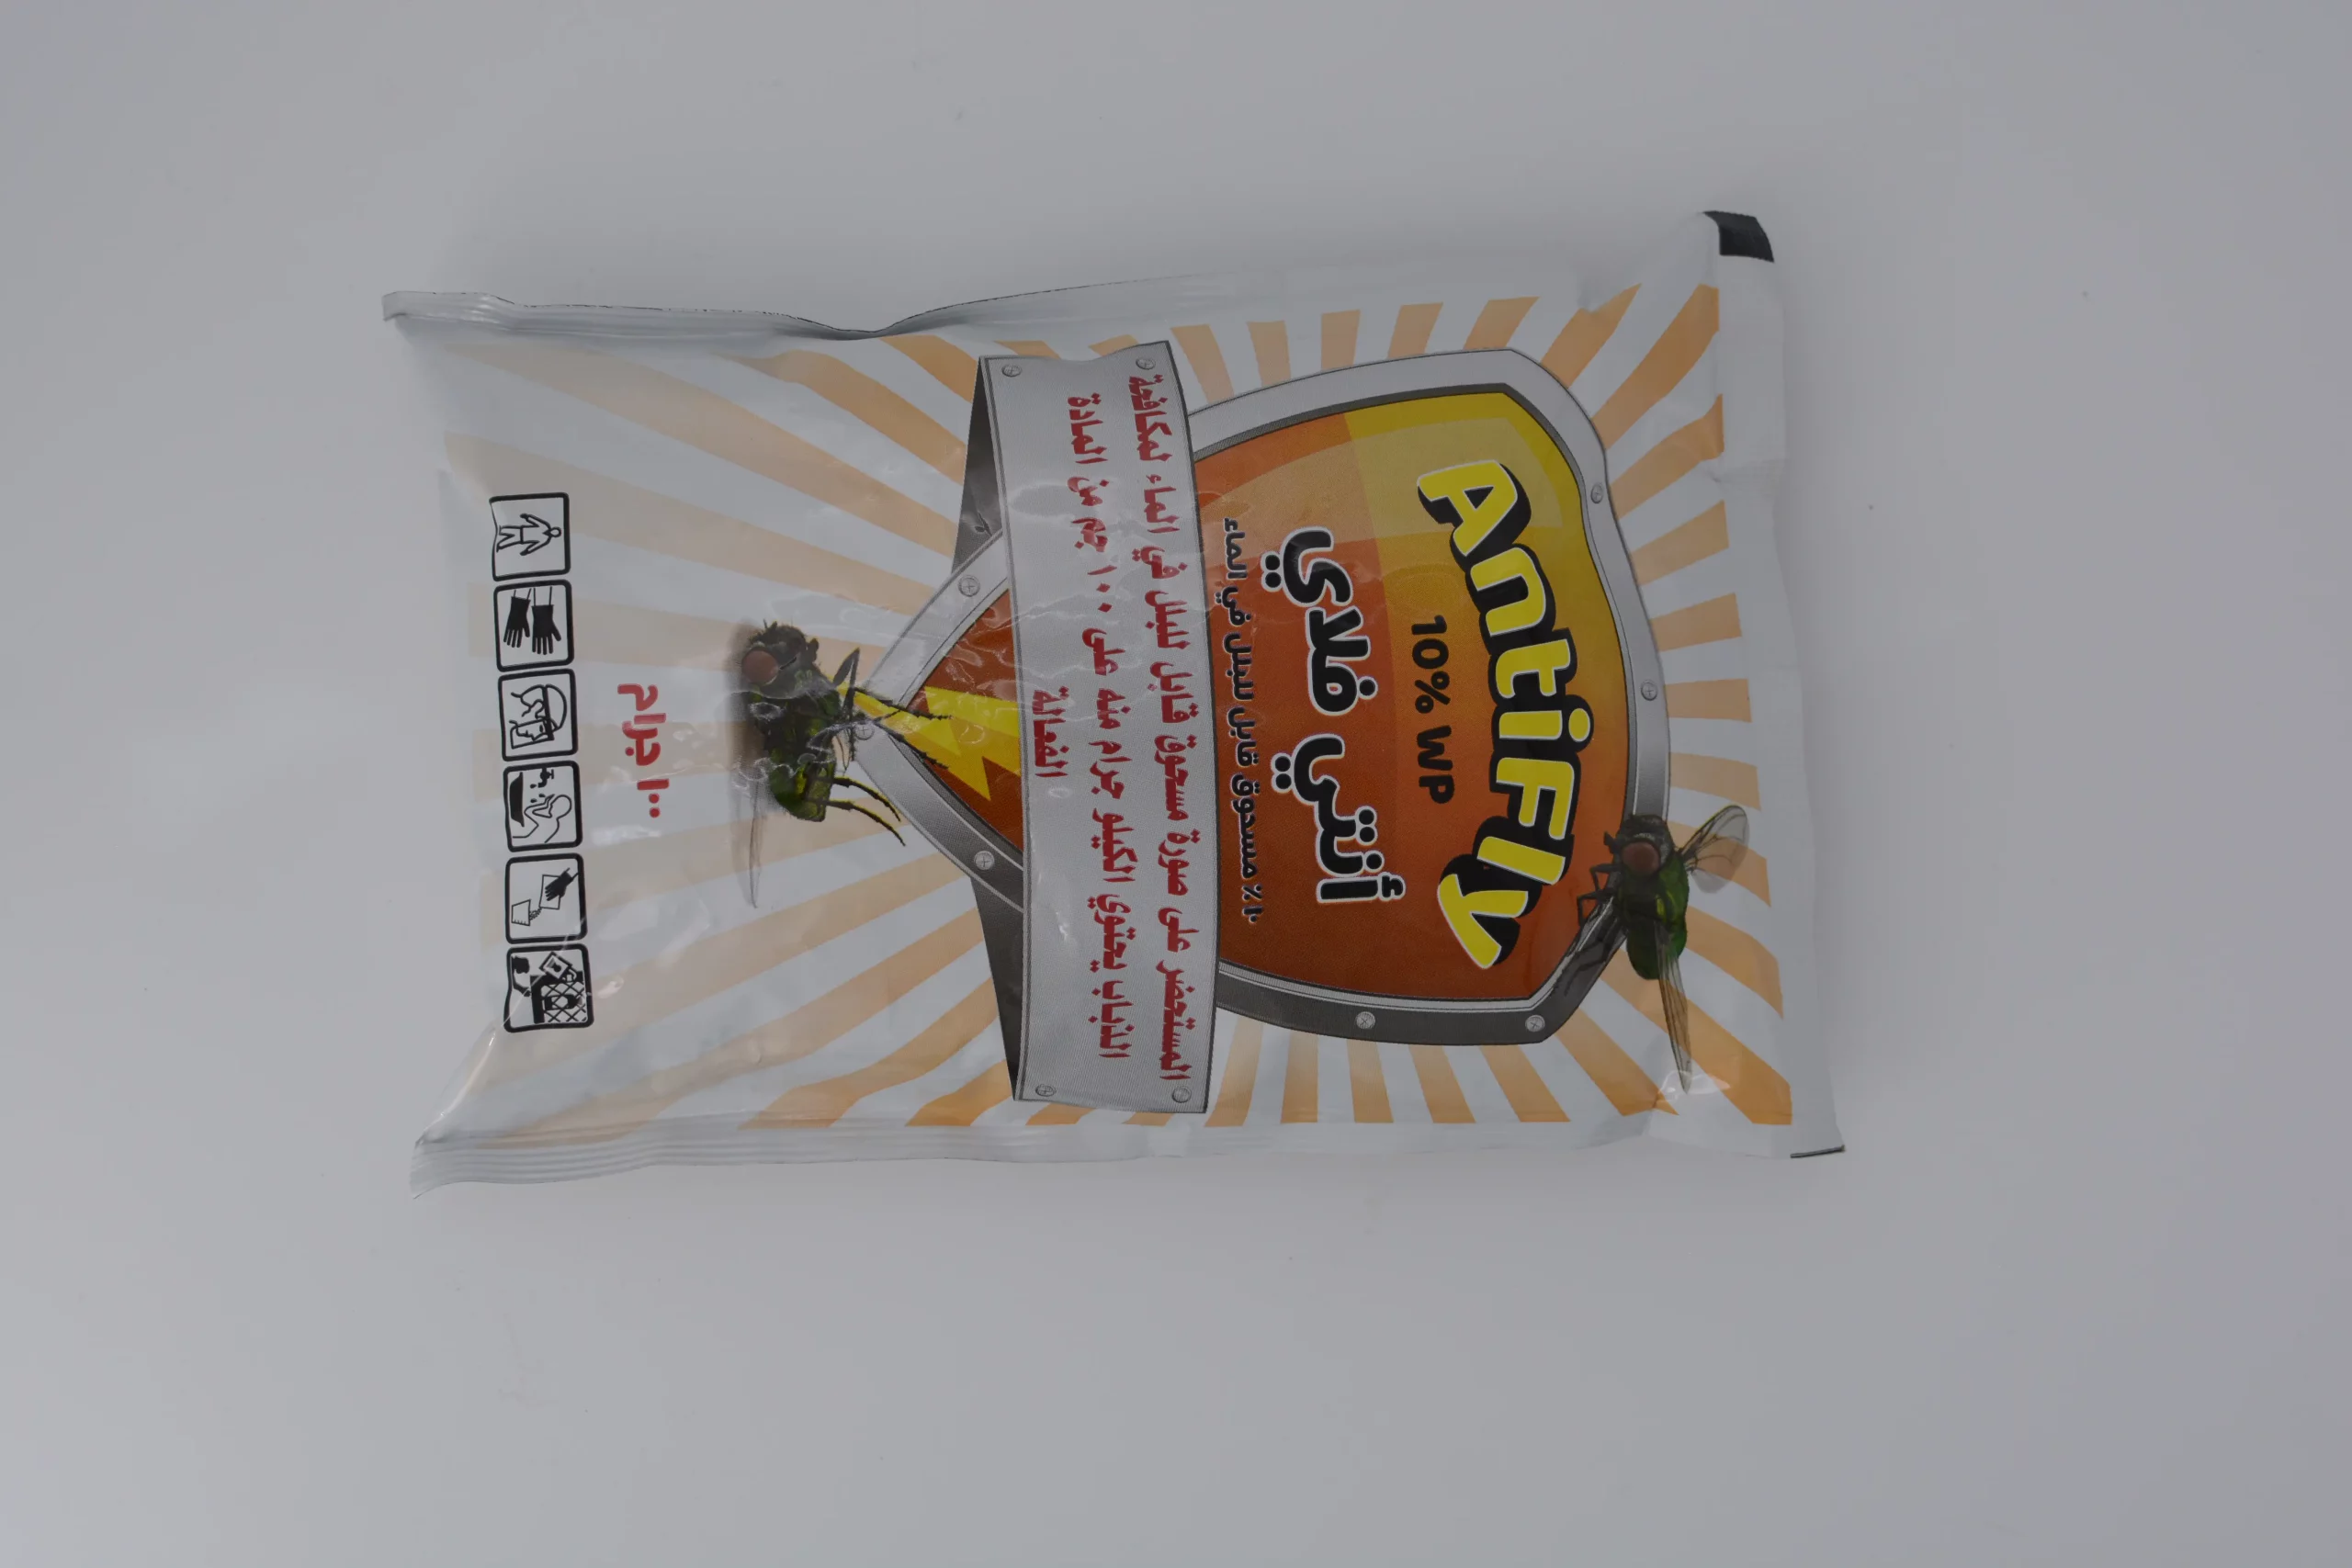 AntiFly
10% WP
أنتي فلاي
١٠٪ مسحوق قابل للبلل في الماء
المستحضر على صورة مسحوق قابل للبلل في الماء لمكافحة
الذباب يحتوي الكيلو جرام منه على ١٠٠ جم من المادة
الفعالة
١٠٠ جرام